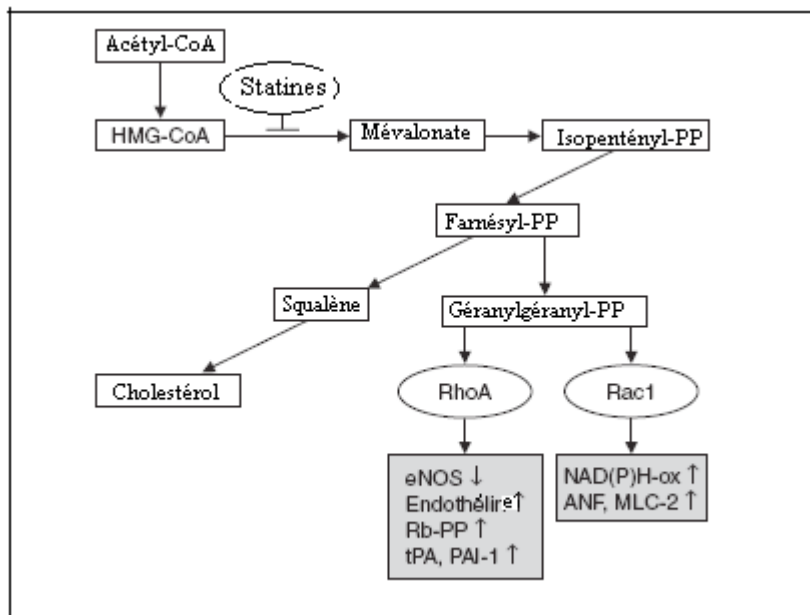 Acétyl-CoA
Statines
HMG-CoA
Mévalonate
Isopentényl-PP
Farnésyl-PP
Squalène
Géranylgéranyl-PP
Cholestérol
RhoA
Rac1
eNOS ↓
Endothéline↑
Rb-PP ↑
tPA, PAI-1 ↑
NAD(P)H-ox ↑
ANF, MLC-2 ↑